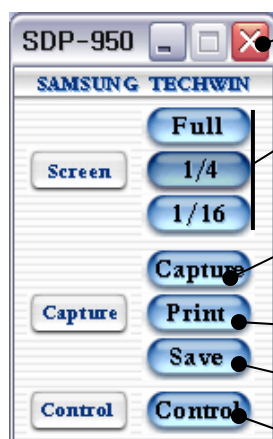 SDP-950
SAMSUNG TECHWIN
Full
Screen 1/4
1/16
Capture
Capture Print
Save
Control Control